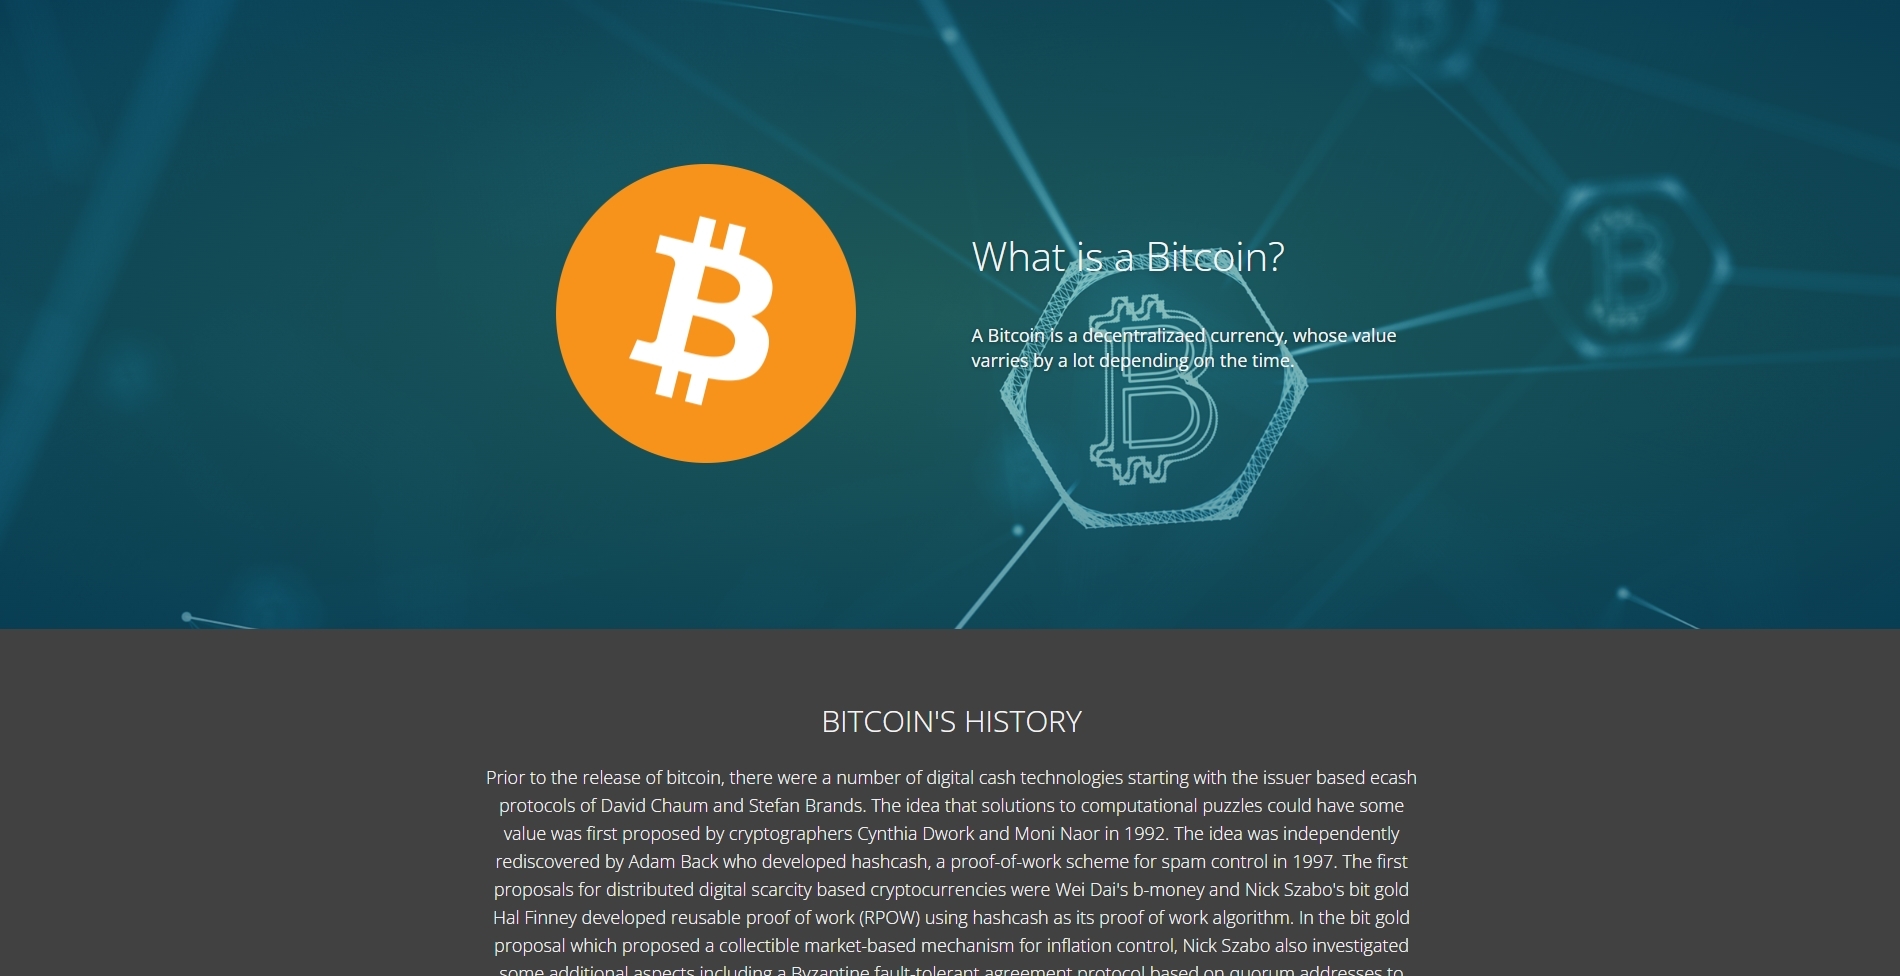 What is a Bitcoin?
A Bitcoin is a decentralizaed currency, whose value
varries by a lot depending on the time.
BITCOIN'S HISTORY
Prior to the release of bitcoin, there were a number of digital cash technologies starting with the issuer based ecash
protocols of David Chaum and Stefan Brands. The idea that solutions to computational puzzles could have some
value was first proposed by cryptographers Cynthia Dwork and Moni Naor in 1992. The idea was independently
rediscovered by Adam Back who developed hashcash, a proof-of-work scheme for spam control in 1997. The first
proposals for distributed digital scarcity based cryptocurrencies were Wei Dai's b-money and Nick Szabo's bit gold
Hal Finney developed reusable proof of work (RPOW) using hashcash as its proof of work algorithm. In the bit gold
proposal which proposed a collectible market-based mechanism for inflation control, Nick Szabo also investigated
some additional aspects including a Byzantine fault-tolerant agreement protocol based on quorum addresses to